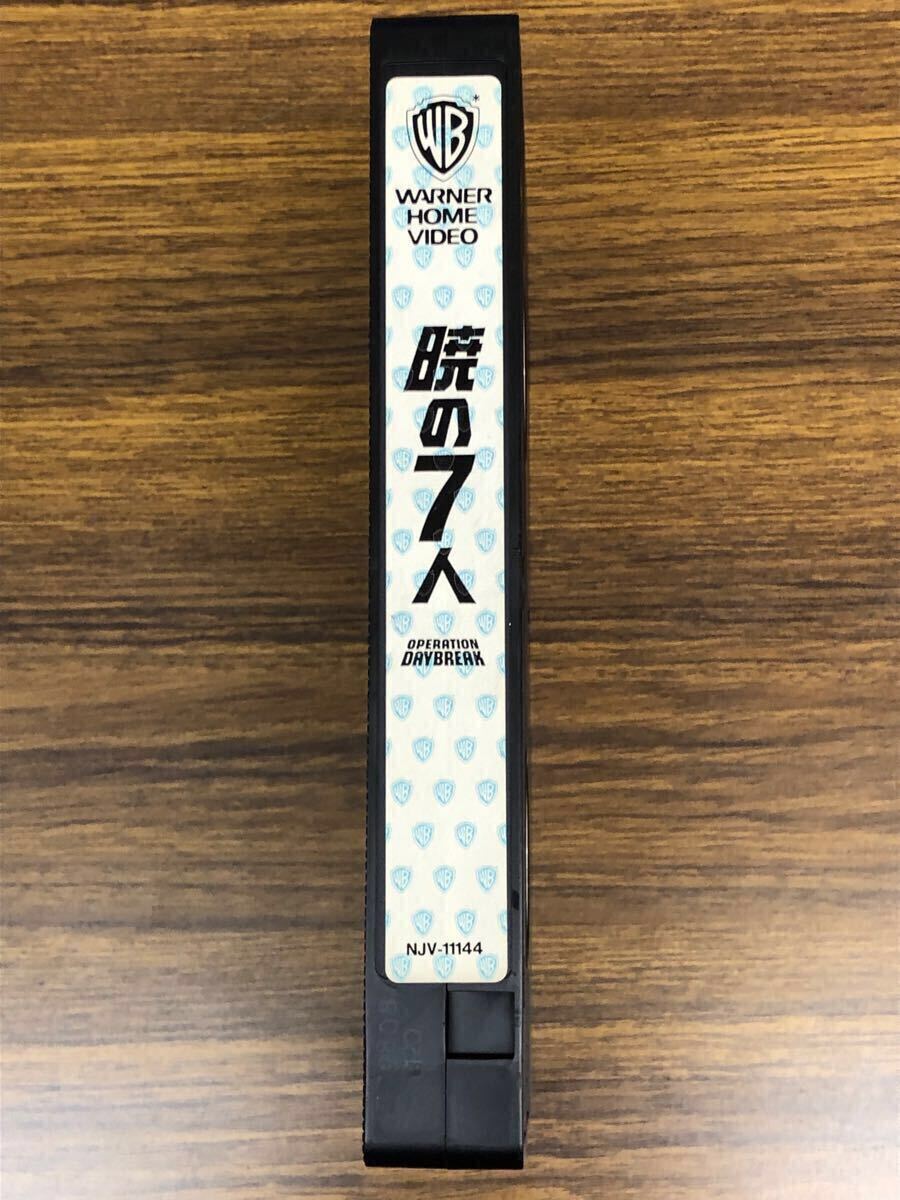 WB
WARNER
HOME
VIDEO
暁の7人
OPERATION
DAYBREAK
NJV-11144